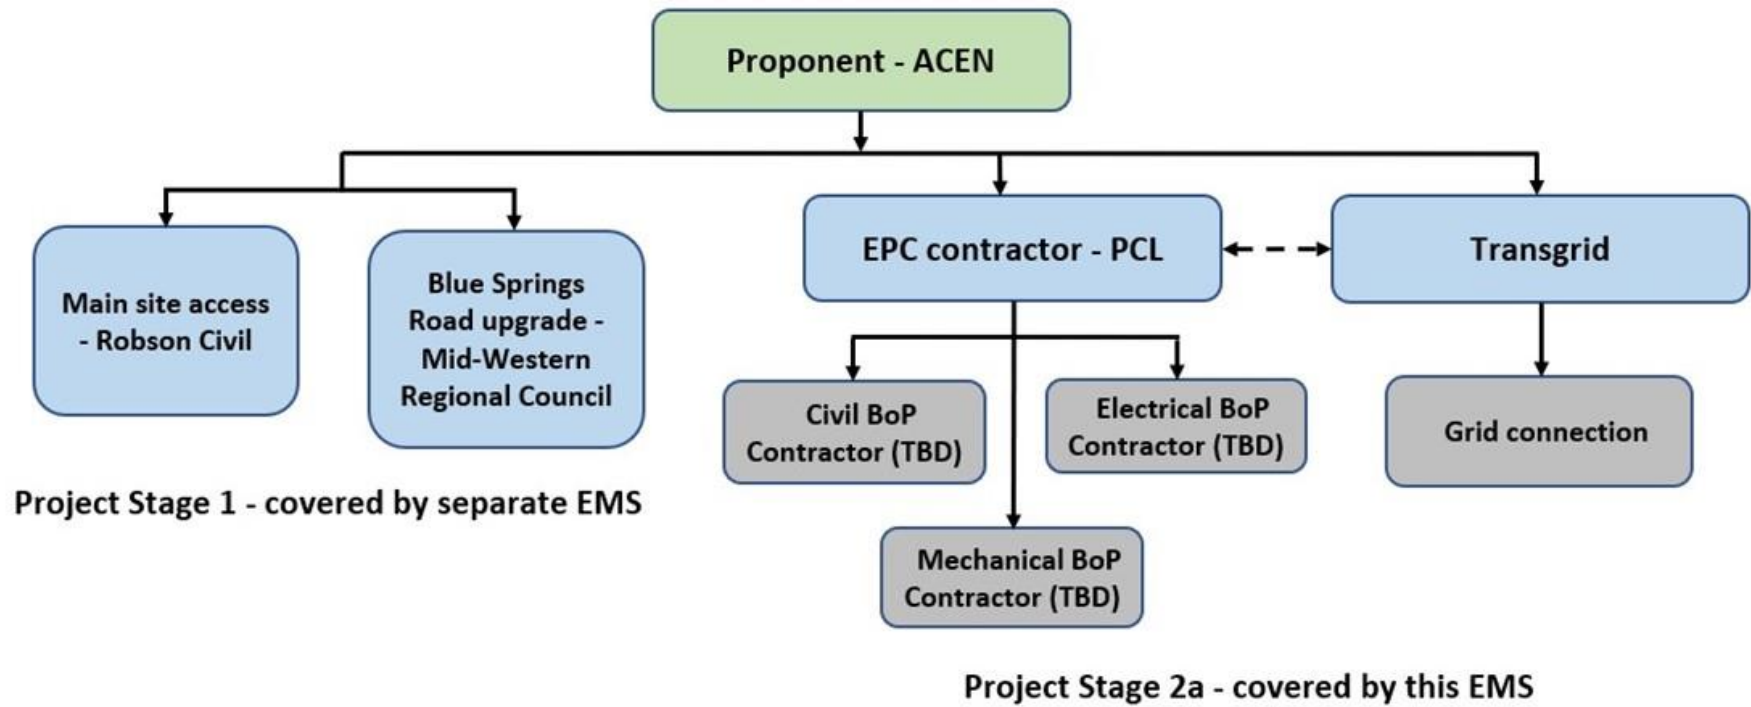 Proponent - ACEN
Main site access
- Robson Civil
Blue Springs
Road upgrade -
Mid-Western
Regional Council
EPC contractor - PCL
Transgrid
Civil BoP
Contractor (TBD)
Electrical BoP
Contractor (TBD)
Grid connection
Mechanical BoP
Contractor (TBD)
Project Stage 1 - covered by separate EMS
Project Stage 2a - covered by this EMS